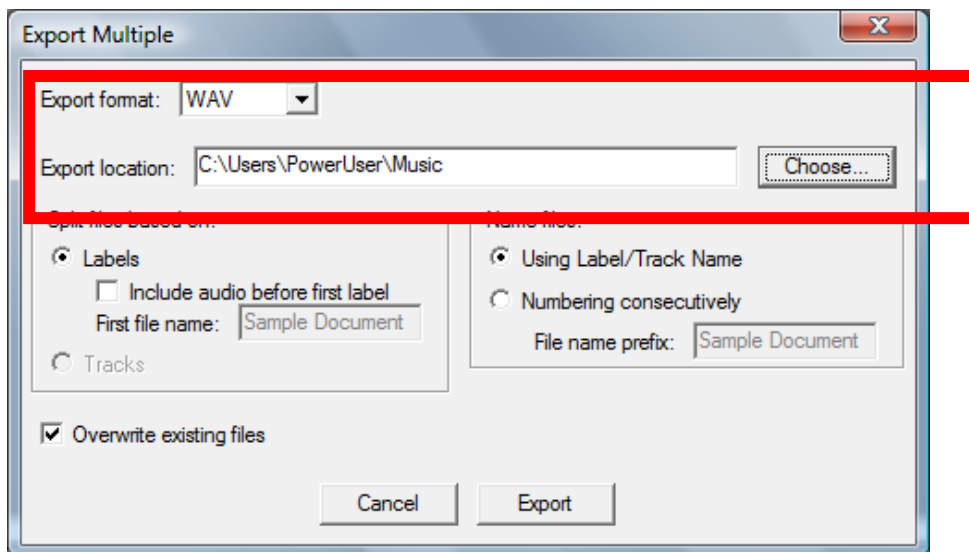 Export Multiple
Export format: WAV
Export location: C:\Users\PowerUser\Music Choose...
Labels
Include audio before first label
First file name: Sample Document
Tracks
Using Label/Track Name
Numbering consecutively
File name prefix: Sample Document
Overwrite existing files
Cancel Export